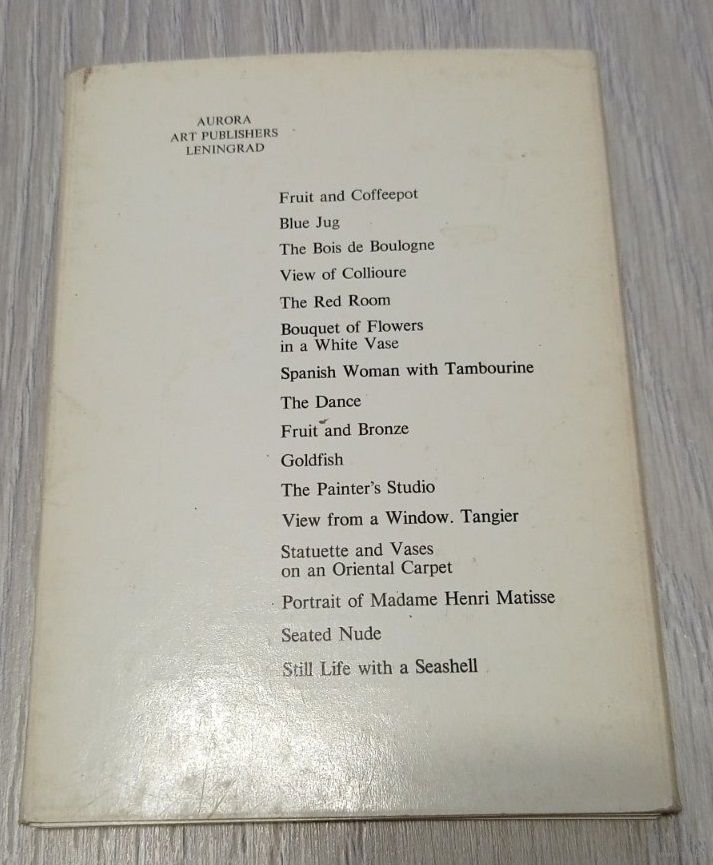 AURORA
ART PUBLISHERS
LENINGRAD
Fruit and Coffeepot
Blue Jug
The Bois de Boulogne
View of Collioure
The Red Room
Bouquet of Flowers
in a White Vase
Spanish Woman with Tambourine
The Dance
Fruit and Bronze
Goldfish
The Painter's Studio
View from a Window. Tangier
Statuette and Vases
on an Oriental Carpet
Portrait of Madame Henri Matisse
Seated Nude
Still Life with a Seashell